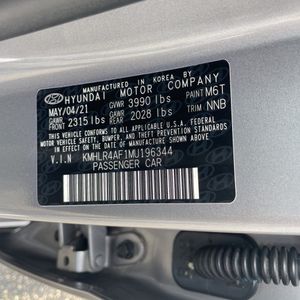 MANUFACTURED IN KOREA BY
HYUNDAI MOTOR COMPANY
MAY/04/21 GVWR 3990 lbs PAINT M6T
GAWR FRONT 2315 lbs GAWR REAR 2028 lbs TRIM NNB
THIS VEHICLE CONFORMS TO ALL APPLICABLE U.S.A FEDERAL
MOTOR VEHICLE SAFETY, BUMPER, AND THEFT PREVENTION
STANDARDS IN EFFECT ON THE DATE OF MANUFACTURE SHOWN ABOVE.
V.I.N KMHLR4AF1MU196344
PASSENGER CAR